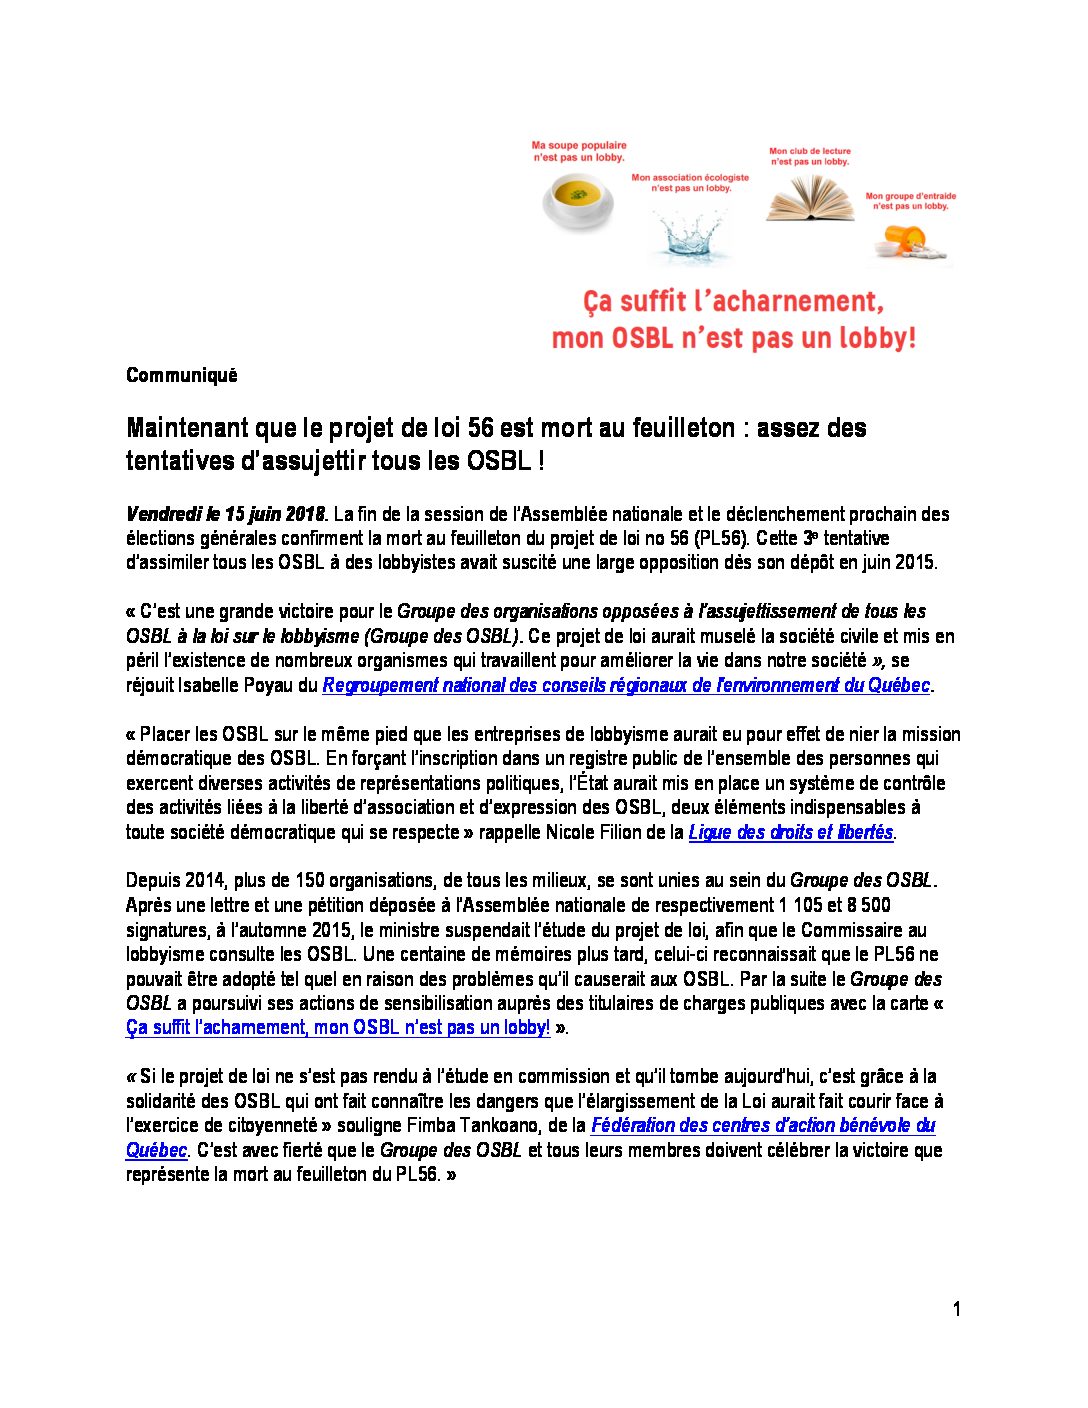 Ma soupe populaire
n'est pas un lobby.
Mon association écologiste
n'est pas un lobby.
Mon club de lecture
n'est pas un lobby.
Mon groupe d'entraide
n'est pas un lobby.
Ça suffit l'acharnement,
mon OSBL n'est pas un lobby!
Communiqué
Maintenant que le projet de loi 56 est mort au feuilleton : assez des
tentatives d'assujettir tous les OSBL !
Vendredi le 15 juin 2018. La fin de la session de l'Assemblée nationale et le déclenchement prochain des
élections générales confirment la mort au feuilleton du projet de loi no 56 (PL56). Cette 3e tentative
d'assimiler tous les OSBL à des lobbyistes avait suscité une large opposition dès son dépôt en juin 2015.
« C'est une grande victoire pour le Groupe des organisations opposées à l'assujettissement de tous les
OSBL à la loi sur le lobbyisme (Groupe des OSBL). Ce projet de loi aurait muselé la société civile et mis en
péril l'existence de nombreux organismes qui travaillent pour améliorer la vie dans notre société », se
réjouit Isabelle Poyau du Regroupement national des conseils régionaux de l'environnement du Québec.
« Placer les OSBL sur le même pied que les entreprises de lobbyisme aurait eu pour effet de nier la mission
démocratique des OSBL. En forçant l'inscription dans un registre public de l'ensemble des personnes qui
exercent diverses activités de représentations politiques, l'État aurait mis en place un système de contrôle
des activités liées à la liberté d'association et d'expression des OSBL, deux éléments indispensables à
toute société démocratique qui se respecte » rappelle Nicole Filion de la Ligue des droits et libertés.
Depuis 2014, plus de 150 organisations, de tous les milieux, se sont unies au sein du Groupe des OSBL.
Après une lettre et une pétition déposée à l'Assemblée nationale de respectivement 1 105 et 8 500
signatures, à l'automne 2015, le ministre suspendait l'étude du projet de loi, afin que le Commissaire au
lobbyisme consulte les OSBL. Une centaine de mémoires plus tard, celui-ci reconnaissait que le PL56 ne
pouvait être adopté tel quel en raison des problèmes qu'il causerait aux OSBL. Par la suite le Groupe des
OSBL a poursuivi ses actions de sensibilisation auprès des titulaires de charges publiques avec la carte «
Ça suffit l'acharnement, mon OSBL n'est pas un lobby! ».
« Si le projet de loi ne s'est pas rendu à l'étude en commission et qu'il tombe aujourd'hui, c'est grâce à la
solidarité des OSBL qui ont fait connaître les dangers que l'élargissement de la Loi aurait fait courir face à
l'exercice de citoyenneté » souligne Fimba Tankoano, de la Fédération des centres d'action bénévole du
Québec. C'est avec fierté que le Groupe des OSBL et tous leurs membres doivent célébrer la victoire que
représente la mort au feuilleton du PL56. »
1